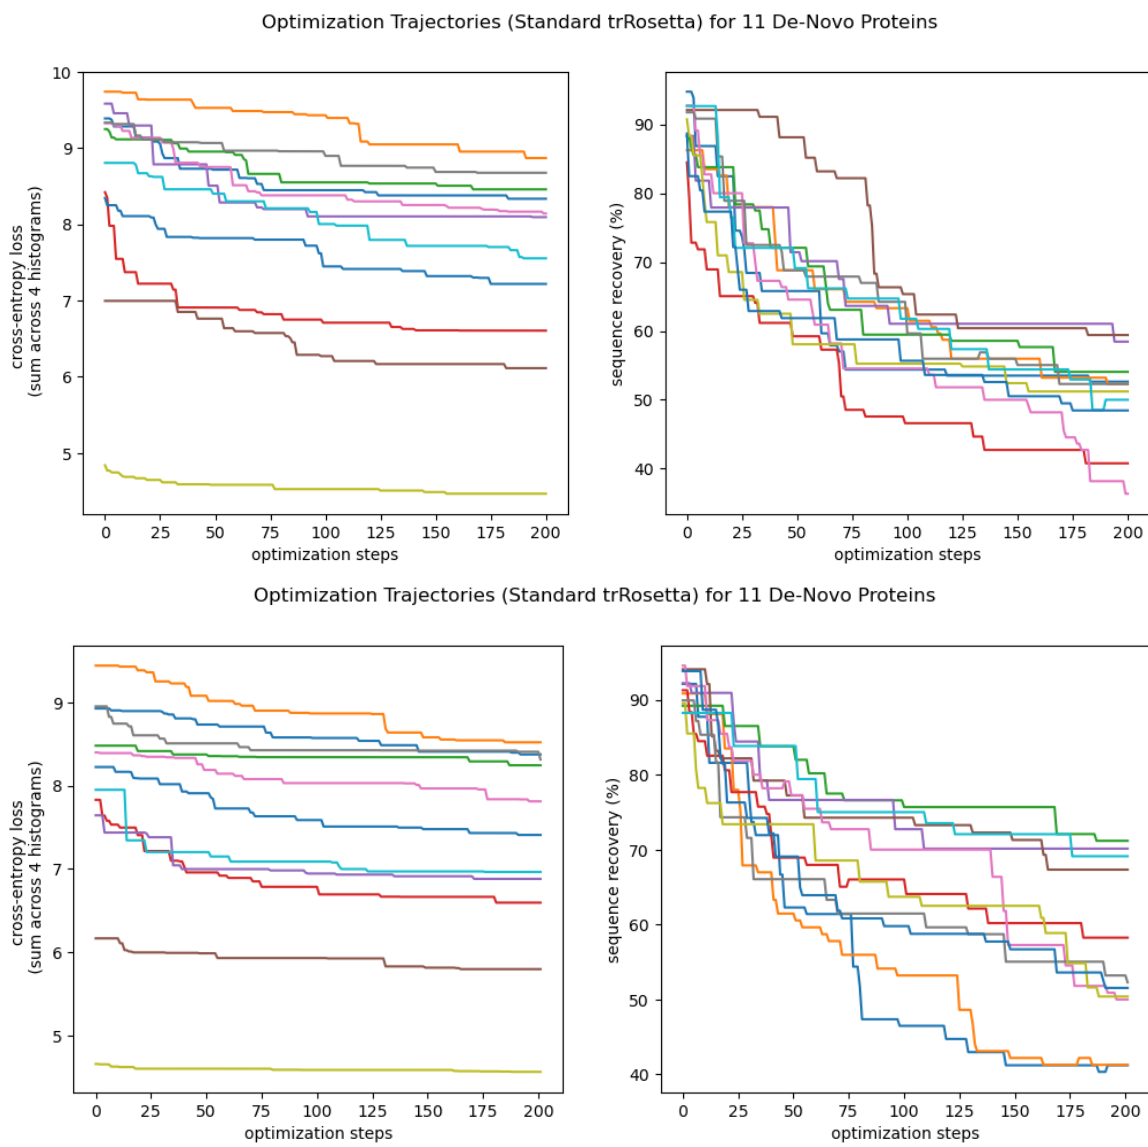 Optimization Trajectories (Standard trRosetta) for 11 De-Novo Proteins
cross-entropy loss
(sum across 4 histograms)
10
9
8
7
6
5
0 25 50 75 100 125 150 175 200
optimization steps
sequence recovery (%)
90
80
70
60
50
40
0 25 50 75 100 125 150 175 200
optimization steps
Optimization Trajectories (Standard trRosetta) for 11 De-Novo Proteins
cross-entropy loss
(sum across 4 histograms)
9
8
7
6
5
0 25 50 75 100 125 150 175 200
optimization steps
sequence recovery (%)
90
80
70
60
50
40
0 25 50 75 100 125 150 175 200
optimization steps